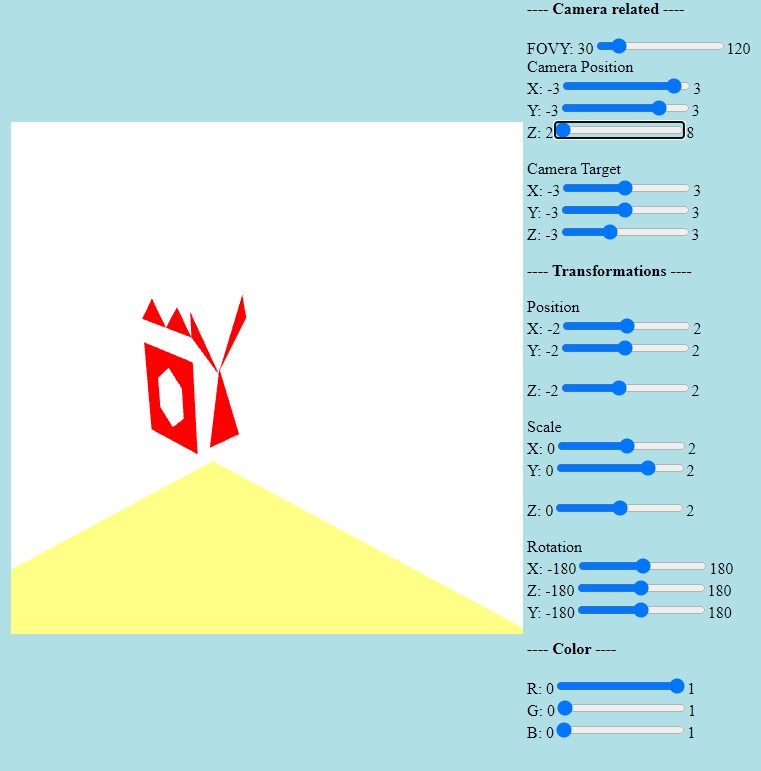 ---- Camera related ----
FOVY: 30 120
Camera Position
X: -3 3
Y: -3 3
Z: 2 8
Camera Target
X: -3 3
Y: -3 3
Z: -3 3
---- Transformations ----
Position
X: -2 2
Y: -2 2
Z: -2 2
Scale
X: 0 2
Y: 0 2
Z: 0 2
Rotation
X: -180 180
Z: -180 180
Y: -180 180
---- Color ----
R: 0 1
G: 0 1
B: 0 1